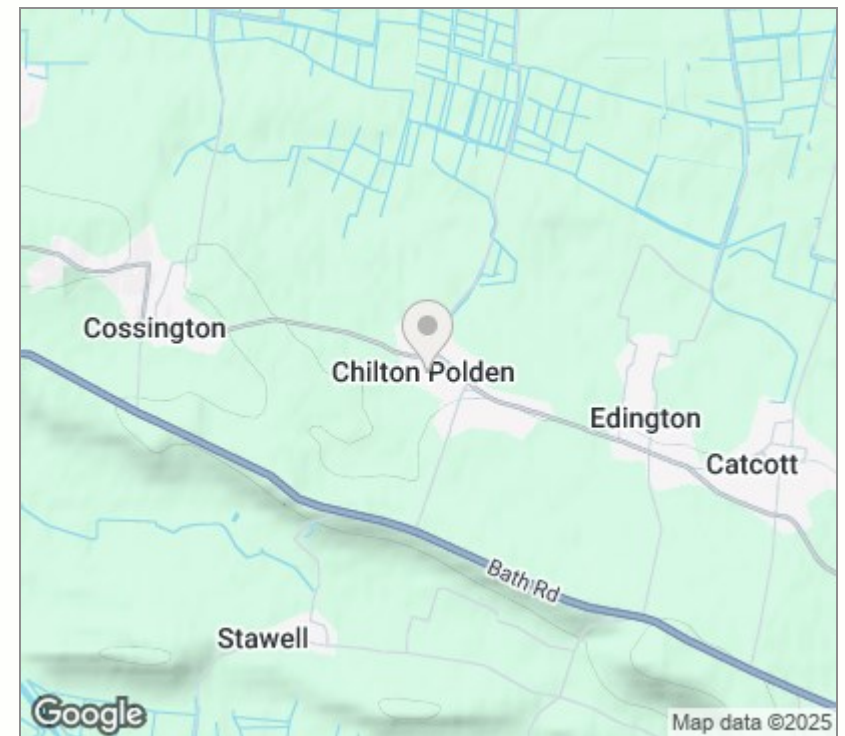 Cossington
Chilton Polden
Edington
Catcott
Bath Rd
Stawell
Google
Map data ©2025